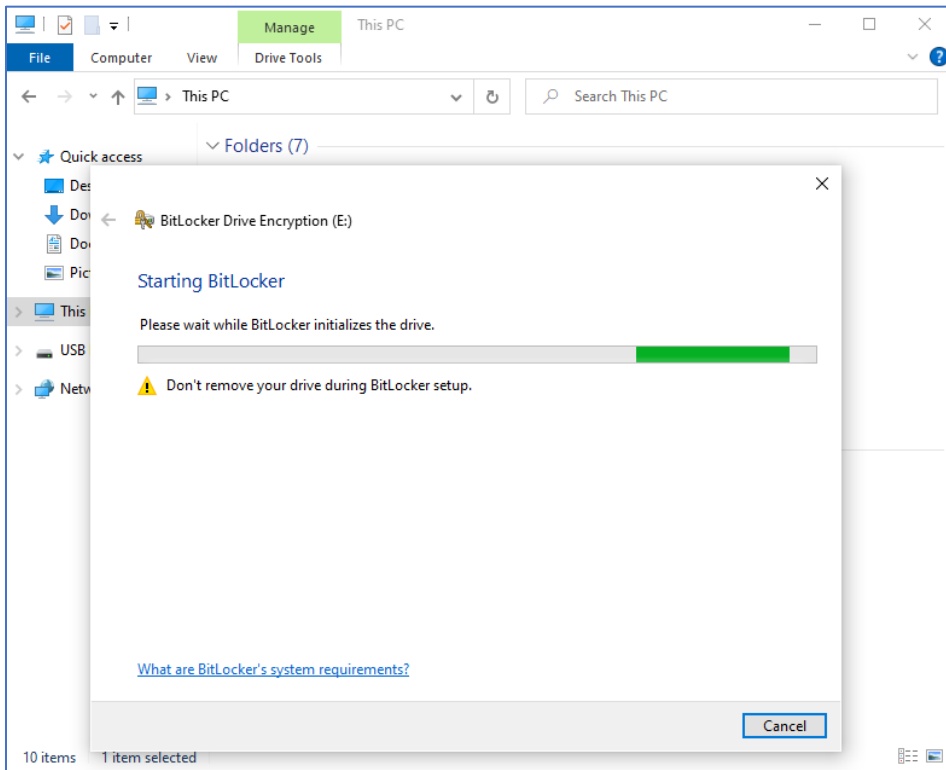 Manage
This PC
File
Computer
View
Drive Tools
This PC
Search This PC
Quick access
Folders (7)
BitLocker Drive Encryption (E:)
Starting BitLocker
Please wait while BitLocker initializes the drive.
Don't remove your drive during BitLocker setup.
This
USB
What are BitLocker's system requirements?
Cancel
10 items
1 item selected